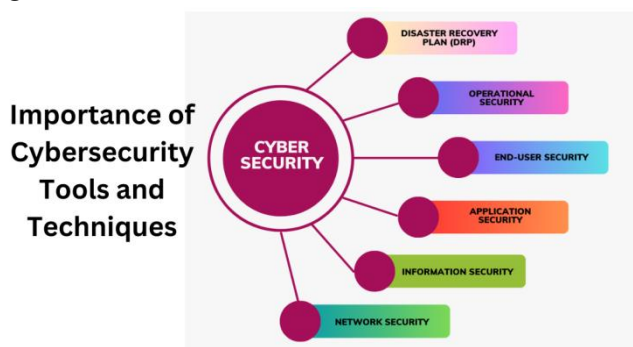 Importance of
Cybersecurity
Tools and
Techniques
CYBER
SECURITY
DISASTER RECOVERY
PLAN (DRP)
OPERATIONAL
SECURITY
END-USER SECURITY
APPLICATION
SECURITY
INFORMATION SECURITY
NETWORK SECURITY